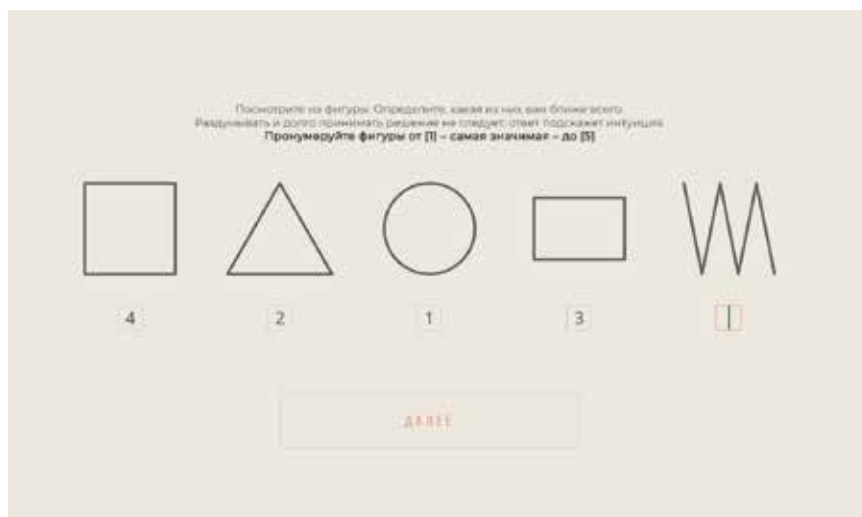 Посмотрите на фигуры. Определите, какая из них вам ближе всего.
Раздумывать и долго принимать решение не следует: ответ подскажет интуиция.
Пронумеруйте фигуры от [1] – самая значимая – до [5]
4 2 1 3
ДАЛЕЕ